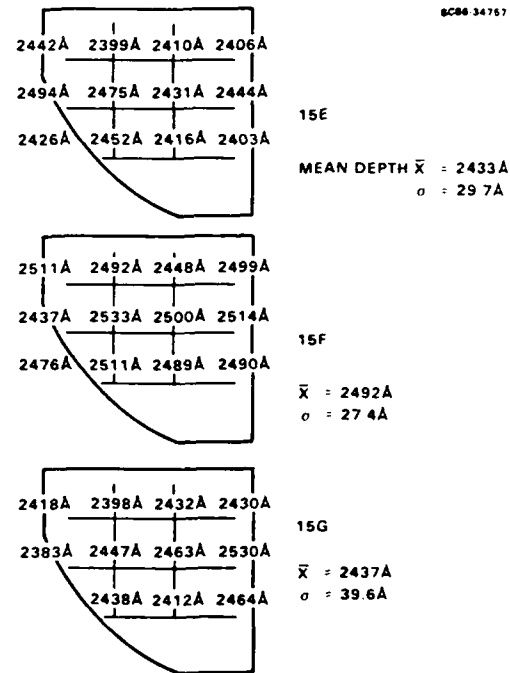 SC86-34757
2442Å 2399Å 2410Å 2406Å
2494Å 2475Å 2431Å 2444Å
15E
2426Å 2452Å 2416Å 2403Å
MEAN DEPTH X̄ = 2433Å
σ = 29 7Å
2511Å 2492Å 2448Å 2499Å
2437Å 2533Å 2500Å 2514Å
15F
2476Å 2511Å 2489Å 2490Å
X̄ = 2492Å
σ = 27 4Å
2418Å 2398Å 2432Å 2430Å
15G
2383Å 2447Å 2463Å 2530Å
X̄ = 2437Å
2438Å 2412Å 2464Å
σ = 39.6Å